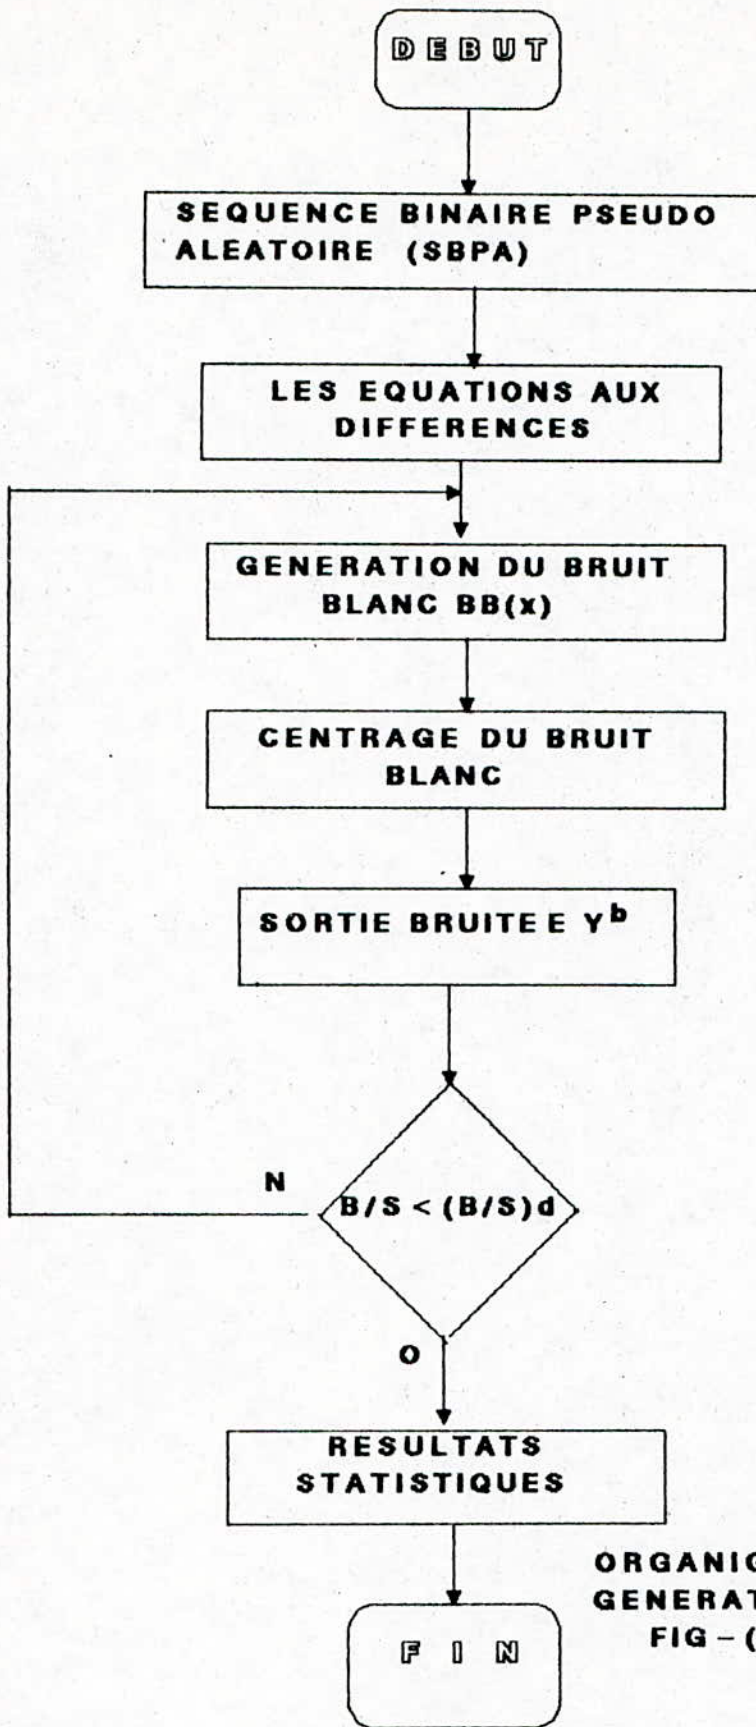 DEBUT
SEQUENCE BINAIRE PSEUDO
ALEATOIRE (SBPA)
LES EQUATIONS AUX
DIFFERENCES
GENERATION DU BRUIT
BLANC BB(x)
CENTRAGE DU BRUIT
BLANC
SORTIE BRUITEE Y^b
N
B/S < (B/S)d
O
RESULTATS
STATISTIQUES
FIN
FIG-(